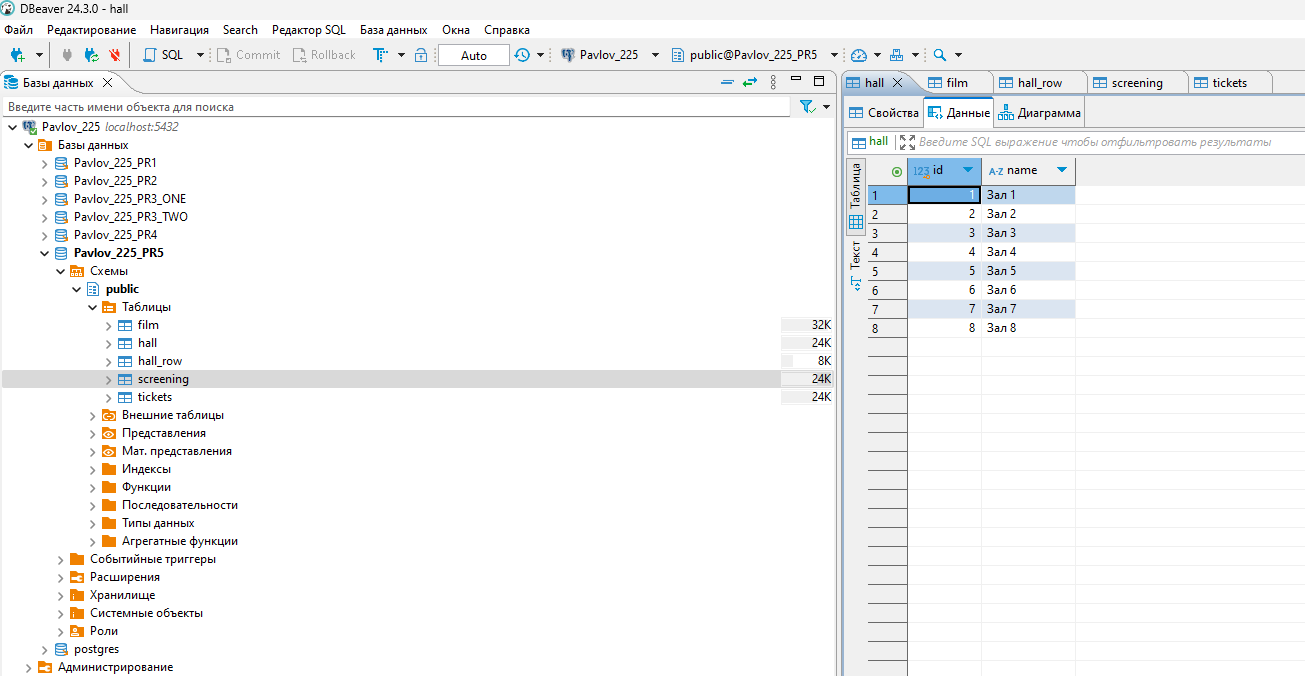 DBeaver 24.3.0 - hall
Файл Редактирование Навигация Search Редактор SQL База данных Окна Справка
SQL Commit Rollback Auto Pavlov_225 public@Pavlov_225_PR5
Базы данных
Введите часть имени объекта для поиска
Pavlov_225 localhost:5432
Базы данных
Pavlov_225_PR1
Pavlov_225_PR2
Pavlov_225_PR3_ONE
Pavlov_225_PR3_TWO
Pavlov_225_PR4
Pavlov_225_PR5
Схемы
public
Таблицы
film 32K
hall 24K
hall_row 8K
screening 24K
tickets 24K
Внешние таблицы
Представления
Мат. представления
Индексы
Функции
Последовательности
Типы данных
Агрегатные функции
Событийные триггеры
Расширения
Хранилище
Системные объекты
Роли
postgres
Администрирование
hall film hall_row screening tickets
Свойства Данные Диаграмма
hall Введите SQL выражение чтобы отфильтровать результаты
Таблица
Текст
123 id A-Z name
1 1 Зал 1
2 2 Зал 2
3 3 Зал 3
4 4 Зал 4
5 5 Зал 5
6 6 Зал 6
7 7 Зал 7
8 8 Зал 8